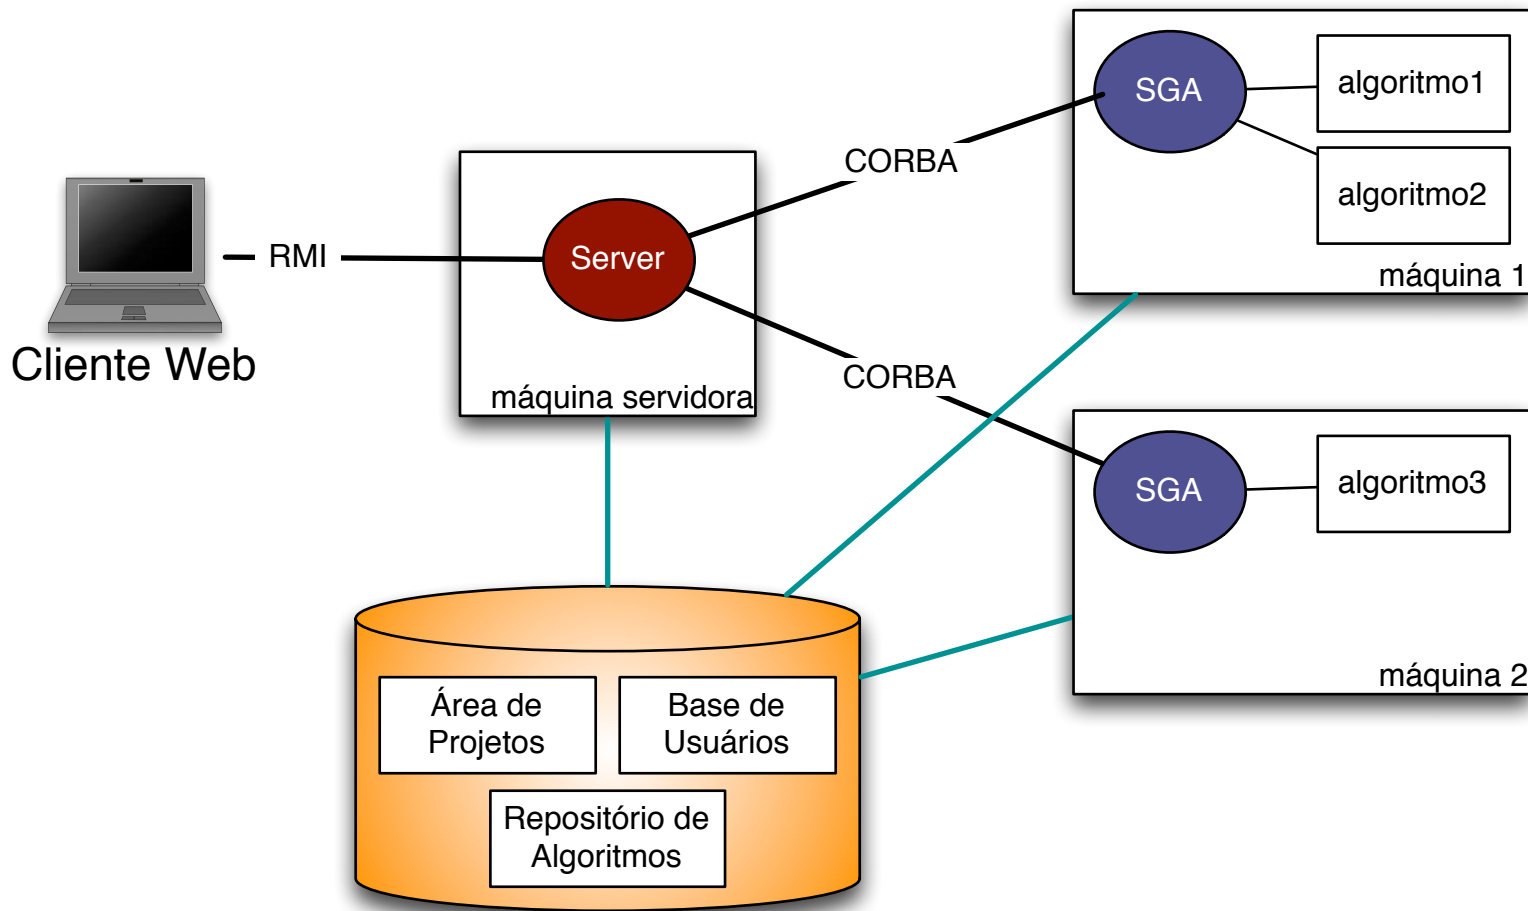 SGA
algoritmo1
algoritmo2
máquina 1
CORBA
RMI
Server
máquina servidora
Cliente Web
CORBA
SGA
algoritmo3
máquina 2
Área de
Projetos
Base de
Usuários
Repositório de
Algoritmos